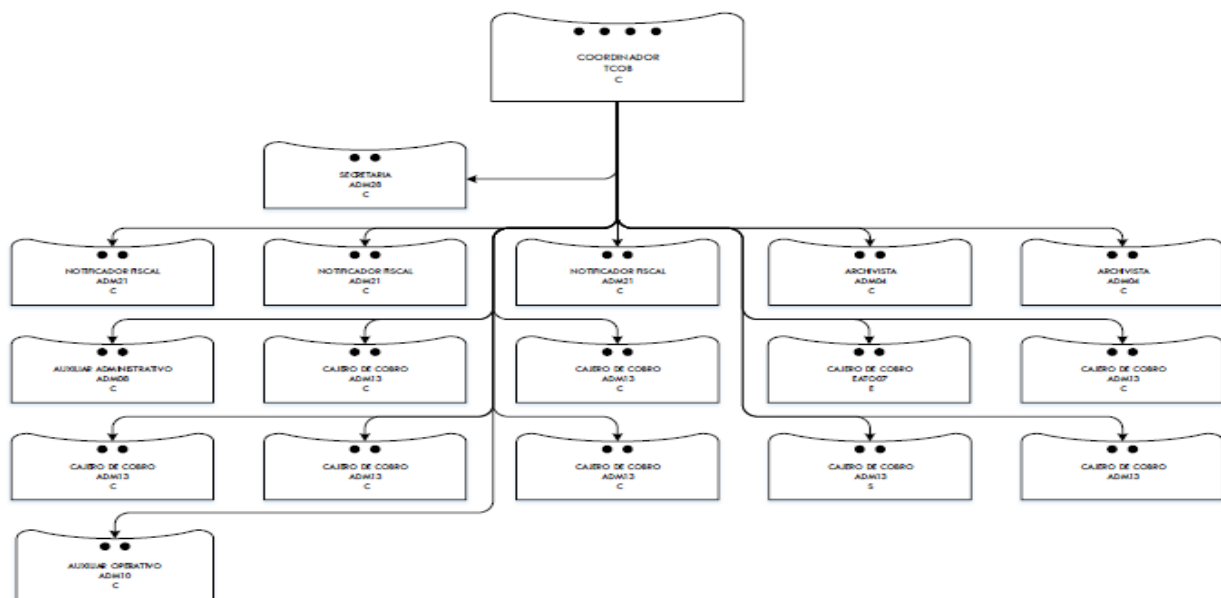 COORDINADOR
TCOB
C
SECRETARIA
ADM28
C
NOTIFICADOR FISCAL
ADM21
C
NOTIFICADOR FISCAL
ADM21
C
NOTIFICADOR FISCAL
ADM21
C
ARCHIVISTA
ADM04
C
ARCHIVISTA
ADM04
C
AUXILIAR ADMINISTRATIVO
ADM08
C
CAJERO DE COBRO
ADM13
C
CAJERO DE COBRO
ADM13
C
CAJERO DE COBRO
EATC07
E
CAJERO DE COBRO
ADM13
C
CAJERO DE COBRO
ADM13
C
CAJERO DE COBRO
ADM13
C
CAJERO DE COBRO
ADM13
C
CAJERO DE COBRO
ADM13
S
CAJERO DE COBRO
ADM13
AUXILIAR OPERATIVO
ADM10
C